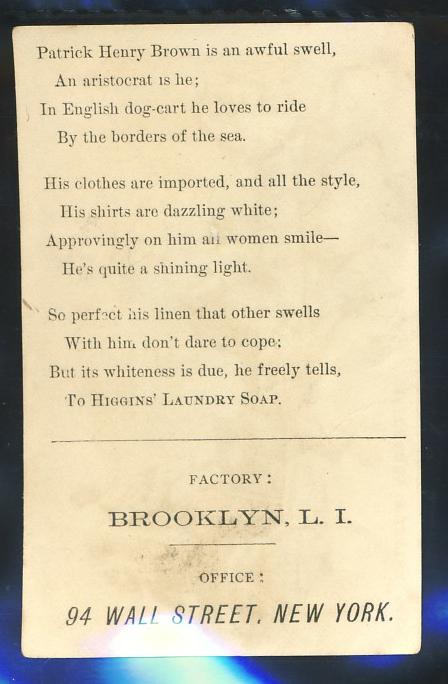 Patrick Henry Brown is an awful swell,
An aristocrat is he;
In English dog-cart he loves to ride
By the borders of the sea.
His clothes are imported, and all the style,
His shirts are dazzling white;
Approvingly on him all women smile—
He's quite a shining light.
So perfect his linen that other swells
With him don't dare to cope;
But its whiteness is due, he freely tells,
To HIGGINS' LAUNDRY SOAP.
FACTORY:
BROOKLYN, L. I.
OFFICE:
94 WALL STREET, NEW YORK.